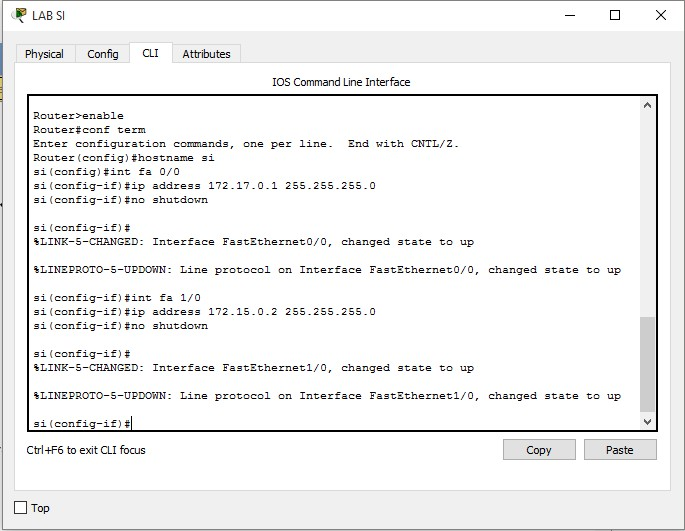 LAB SI
Physical Config CLI Attributes
IOS Command Line Interface
Router>enable
Router#conf term
Enter configuration commands, one per line.  End with CNTL/Z.
Router(config)#hostname si
si(config)#int fa 0/0
si(config-if)#ip address 172.17.0.1 255.255.255.0
si(config-if)#no shutdown
si(config-if)#
%LINK-5-CHANGED: Interface FastEthernet0/0, changed state to up
%LINEPROTO-5-UPDOWN: Line protocol on Interface FastEthernet0/0, changed state to up
si(config-if)#int fa 1/0
si(config-if)#ip address 172.15.0.2 255.255.255.0
si(config-if)#no shutdown
si(config-if)#
%LINK-5-CHANGED: Interface FastEthernet1/0, changed state to up
%LINEPROTO-5-UPDOWN: Line protocol on Interface FastEthernet1/0, changed state to up
si(config-if)#
Ctrl+F6 to exit CLI focus
Copy Paste
Top